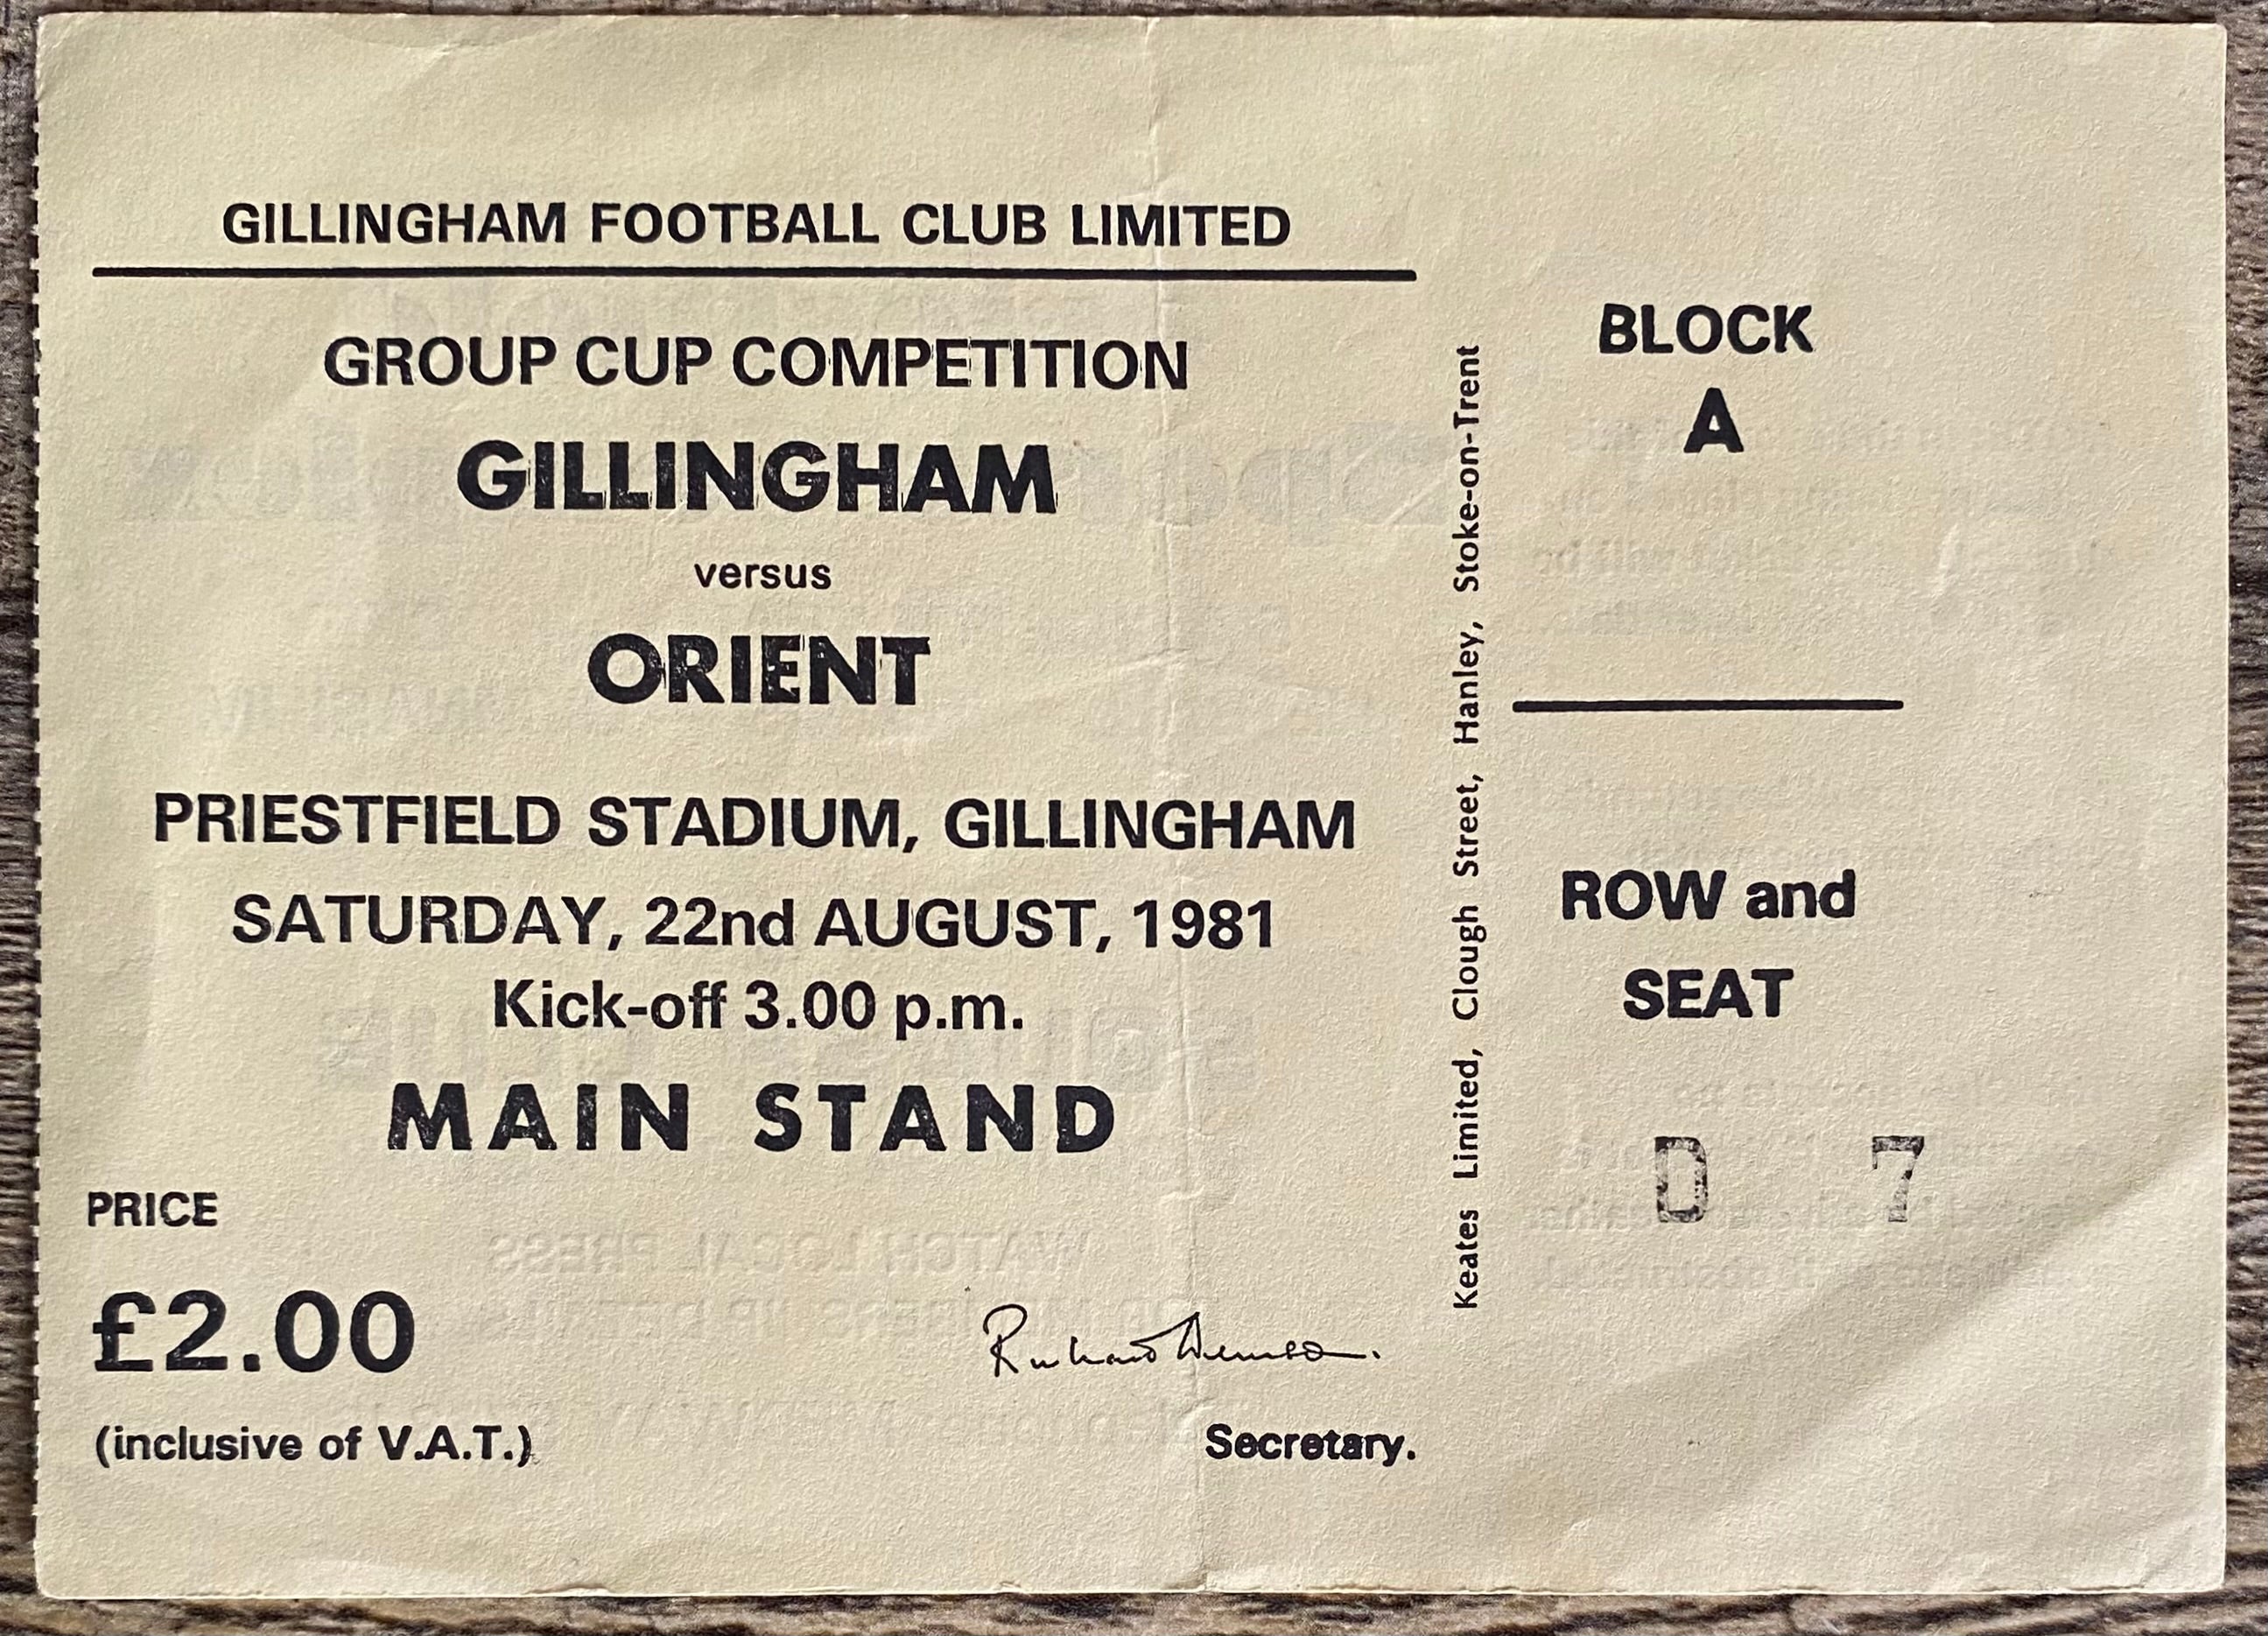 GILLINGHAM FOOTBALL CLUB LIMITED
GROUP CUP COMPETITION
GILLINGHAM
versus
ORIENT
PRIESTFIELD STADIUM, GILLINGHAM
SATURDAY, 22nd AUGUST, 1981
Kick-off 3.00 p.m.
MAIN STAND
PRICE
£2.00
(inclusive of V.A.T.)
Richard
Secretary.
Keates Limited, Clough Street, Hanley, Stoke-on-Trent
BLOCK
A
ROW and
SEAT
D 7